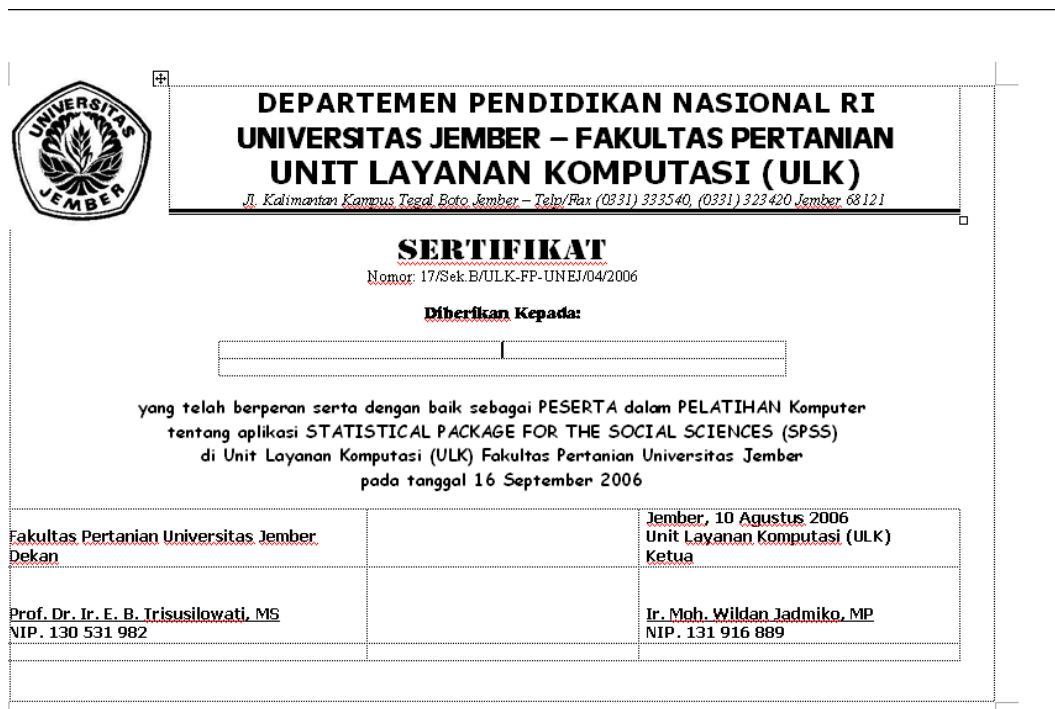 UNIVERSITAS
JEMBER
DEPARTEMEN PENDIDIKAN NASIONAL RI
UNIVERSITAS JEMBER – FAKULTAS PERTANIAN
UNIT LAYANAN KOMPUTASI (ULK)
Jl. Kalimantan Kampus Tegal Boto Jember – Telp/Fax (0331) 333540, (0331) 323420 Jember 68121
SERTIFIKAT
Nomor: 17/Sek.B/ULK-FP-UNEJ/04/2006
Diberikan Kepada:
yang telah berperan serta dengan baik sebagai PESERTA dalam PELATIHAN Komputer
tentang aplikasi STATISTICAL PACKAGE FOR THE SOCIAL SCIENCES (SPSS)
di Unit Layanan Komputasi (ULK) Fakultas Pertanian Universitas Jember
pada tanggal 16 September 2006
Fakultas Pertanian Universitas Jember
Dekan
Jember, 10 Agustus 2006
Unit Layanan Komputasi (ULK)
Ketua
Prof. Dr. Ir. E. B. Trisusilowati, MS
NIP. 130 531 982
Ir. Moh. Wildan Jadmiko, MP
NIP. 131 916 889